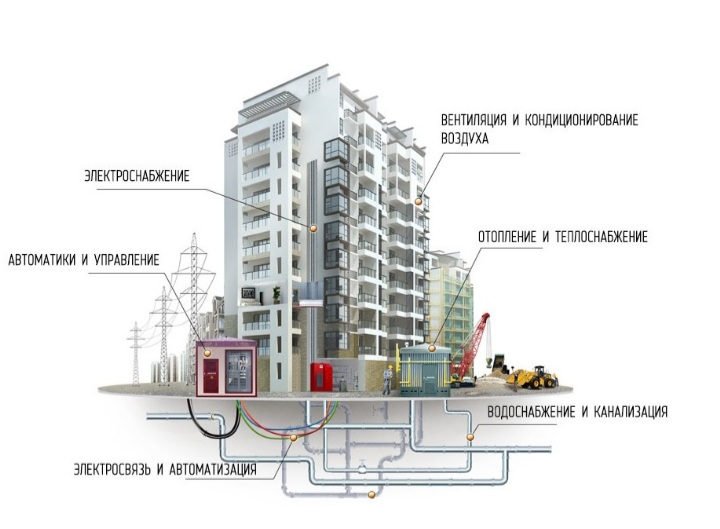 ВЕНТИЛЯЦИЯ И КОНДИЦИОНИРОВАНИЕ
ВОЗДУХА
ЭЛЕКТРОСНАБЖЕНИЕ
ОТОПЛЕНИЕ И ТЕПЛОСНАБЖЕНИЕ
АВТОМАТИКИ И УПРАВЛЕНИЕ
ВОДОСНАБЖЕНИЕ И КАНАЛИЗАЦИЯ
ЭЛЕКТРОСВЯЗЬ И АВТОМАТИЗАЦИЯ